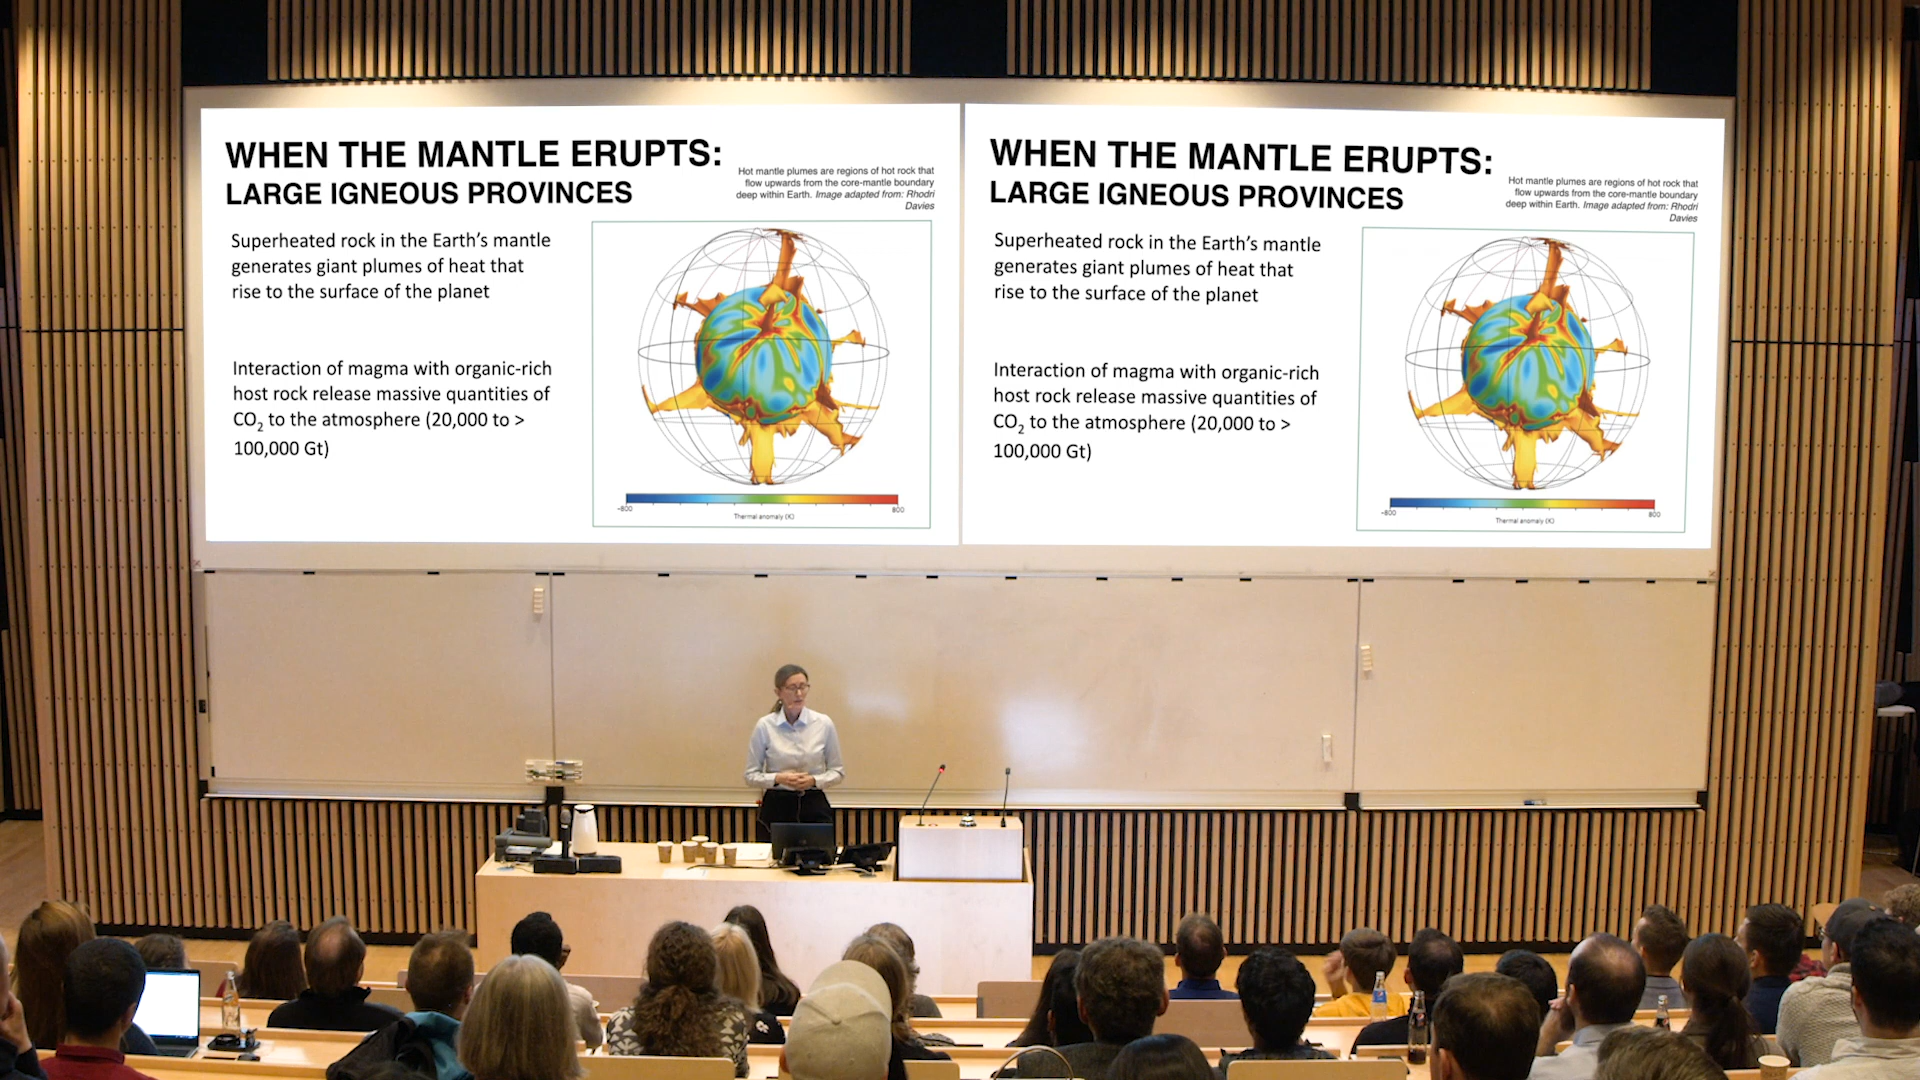 WHEN THE MANTLE ERUPTS:
LARGE IGNEOUS PROVINCES
Hot mantle plumes are regions of hot rock that
flow upwards from the core-mantle boundary
deep within Earth. Image adapted from: Rhodri
Davies
Superheated rock in the Earth’s mantle
generates giant plumes of heat that
rise to the surface of the planet
Interaction of magma with organic-rich
host rock release massive quantities of
CO₂ to the atmosphere (20,000 to >
100,000 Gt)
-800
800
Thermal anomaly (K)
WHEN THE MANTLE ERUPTS:
LARGE IGNEOUS PROVINCES
Hot mantle plumes are regions of hot rock that
flow upwards from the core-mantle boundary
deep within Earth. Image adapted from: Rhodri
Davies
Superheated rock in the Earth’s mantle
generates giant plumes of heat that
rise to the surface of the planet
Interaction of magma with organic-rich
host rock release massive quantities of
CO₂ to the atmosphere (20,000 to >
100,000 Gt)
-800
800
Thermal anomaly (K)